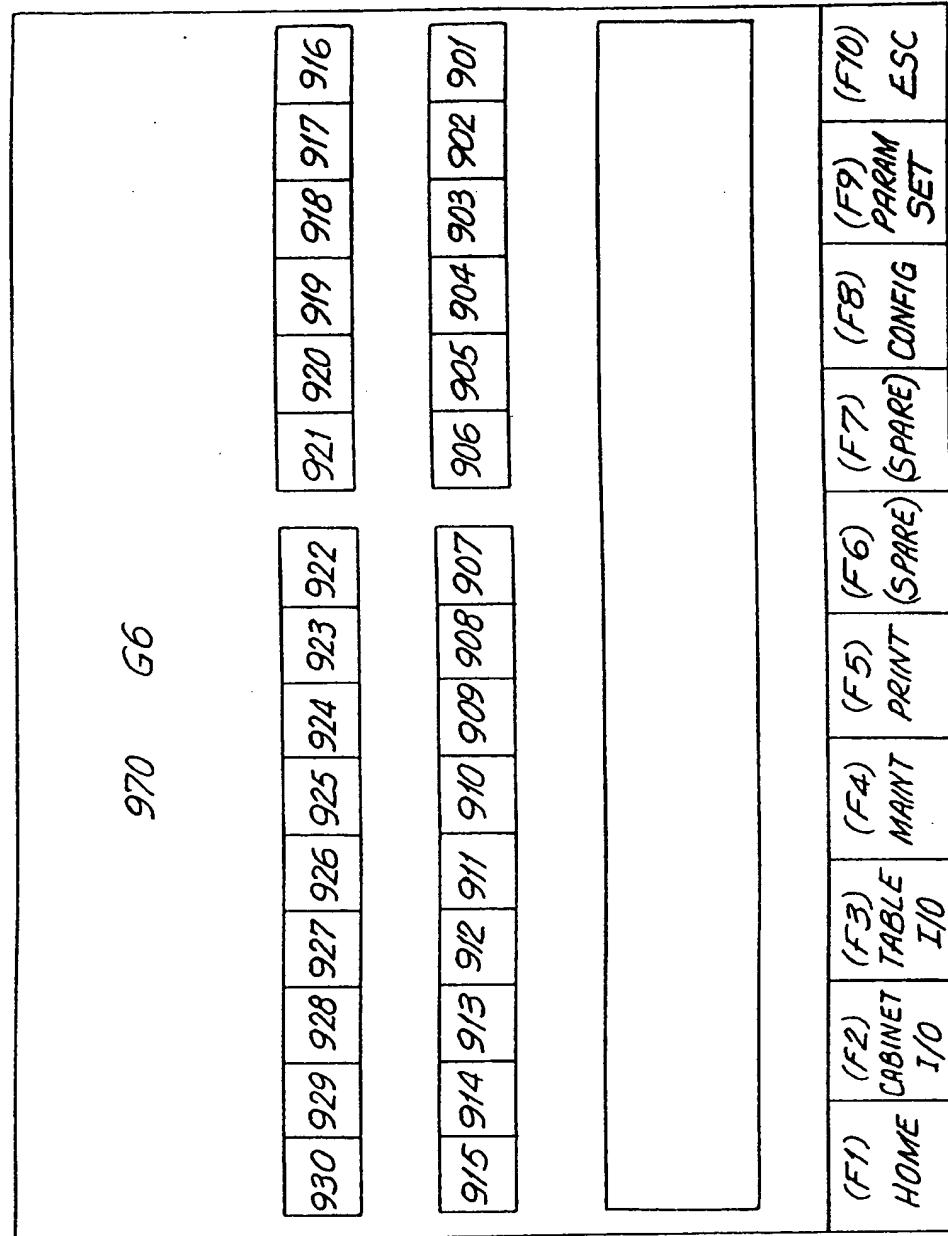 970 G6
930 929 928 927 926 925 924 923 922 921 920 919 918 917 916
915 914 913 912 911 910 909 908 907 906 905 904 903 902 901
(F1) (F2) (F3) (F4) (F5) (F6) (F7) (F8) (F9) (F10)
HOME CABINET TABLE MAINT PRINT (SPARE) (SPARE) CONFIG PARAM ESC
I/O I/O SET